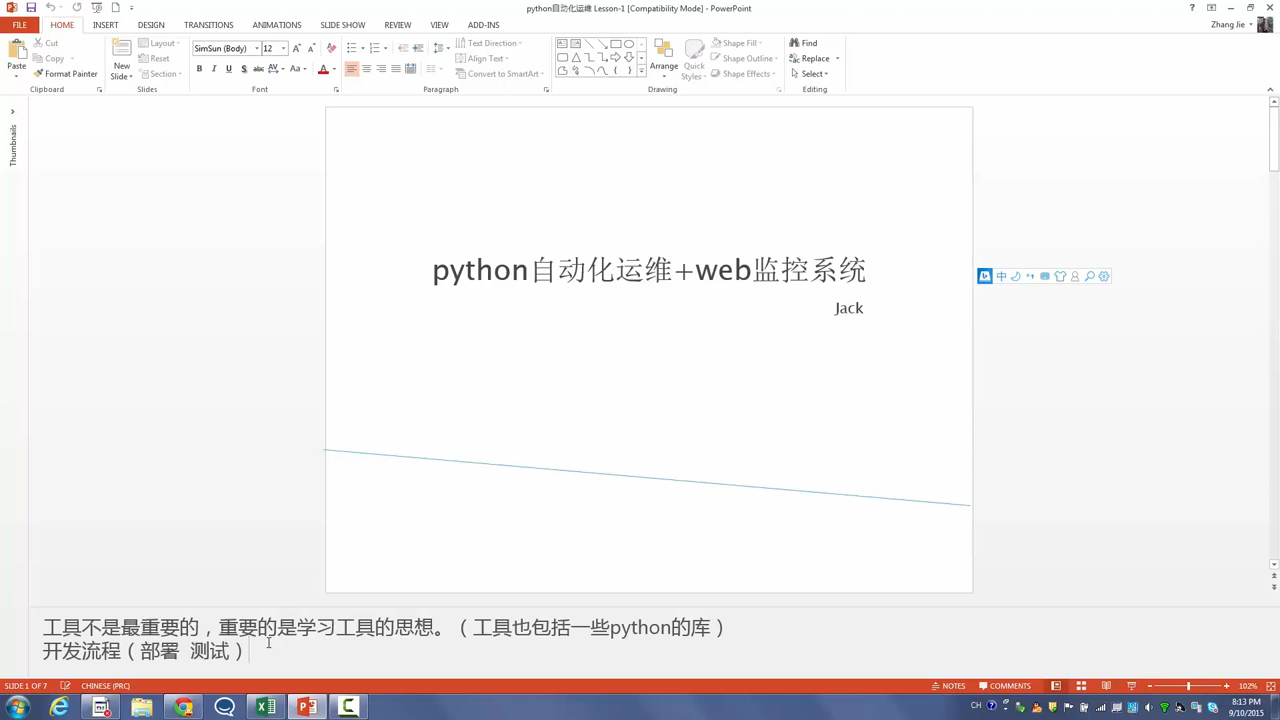 python自动化运维 Lesson-1 [Compatibility Mode] - PowerPoint
FILE HOME INSERT DESIGN TRANSITIONS ANIMATIONS SLIDE SHOW REVIEW VIEW ADD-INS Zhang Jie
Paste
Cut
Copy
Format Painter
Clipboard
New
Slide
Layout
Reset
Section
Slides
SimSun (Body) 12
Font
Text Direction
Align Text
Convert to SmartArt
Paragraph
Arrange
Quick
Styles
Shape Fill
Shape Outline
Shape Effects
Drawing
Find
Replace
Select
Editing
Thumbnails
python自动化运维+web监控系统
Jack
中
工具不是最重要的，重要的是学习工具的思想。（工具也包括一些python的库）
开发流程（部署 测试）
SLIDE 1 OF 7 CHINESE (PRC) NOTES COMMENTS 102%
CH 8:13 PM
9/10/2015